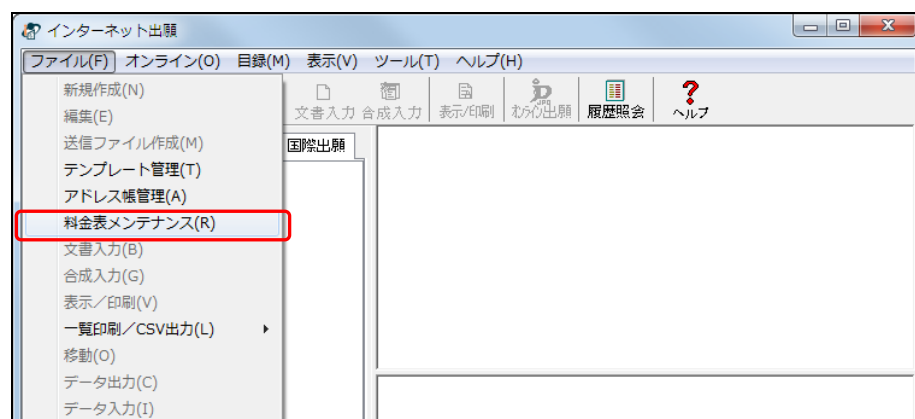 インターネット出願
ファイル(F) オンライン(O) 目録(M) 表示(V) ツール(T) ヘルプ(H)
文書入力 合成入力 表示/印刷 オンライン出願 履歴照会 ヘルプ
国際出願
新規作成(N)
編集(E)
送信ファイル作成(M)
テンプレート管理(T)
アドレス帳管理(A)
料金表メンテナンス(R)
文書入力(B)
合成入力(G)
表示／印刷(V)
一覧印刷／CSV出力(L)
移動(O)
データ出力(C)
データ入力(I)